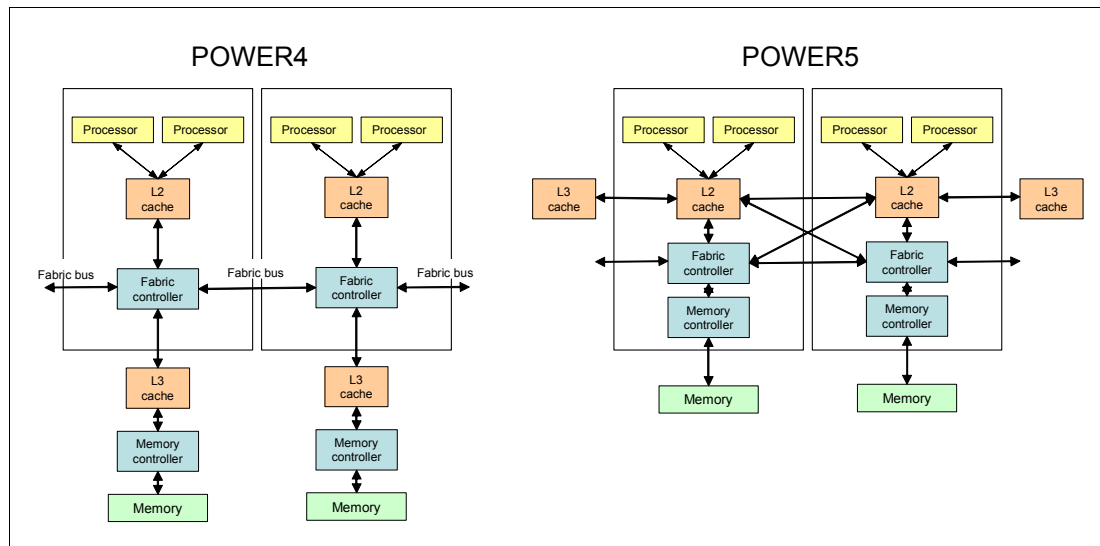 POWER4
POWER5
Processor
Processor
Processor
Processor
L2
cache
L2
cache
Fabric bus
Fabric
controller
Fabric bus
Fabric
controller
Fabric bus
L3
cache
L3
cache
Memory
controller
Memory
controller
Memory
Memory
Processor
Processor
Processor
Processor
L3
cache
L2
cache
L2
cache
L3
cache
Fabric
controller
Fabric
controller
Memory
controller
Memory
controller
Memory
Memory